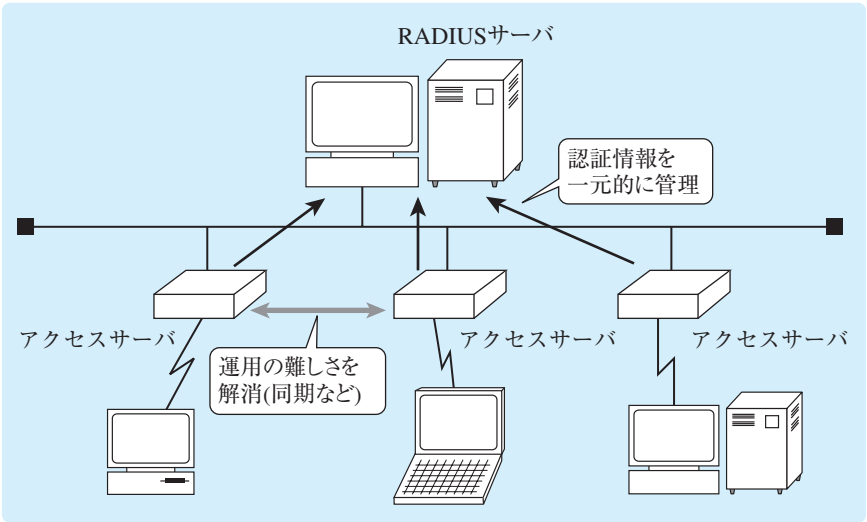 RADIUSサーバ
認証情報を
一元的に管理
アクセスサーバ
アクセスサーバ
アクセスサーバ
運用の難しさを
解消(同期など)